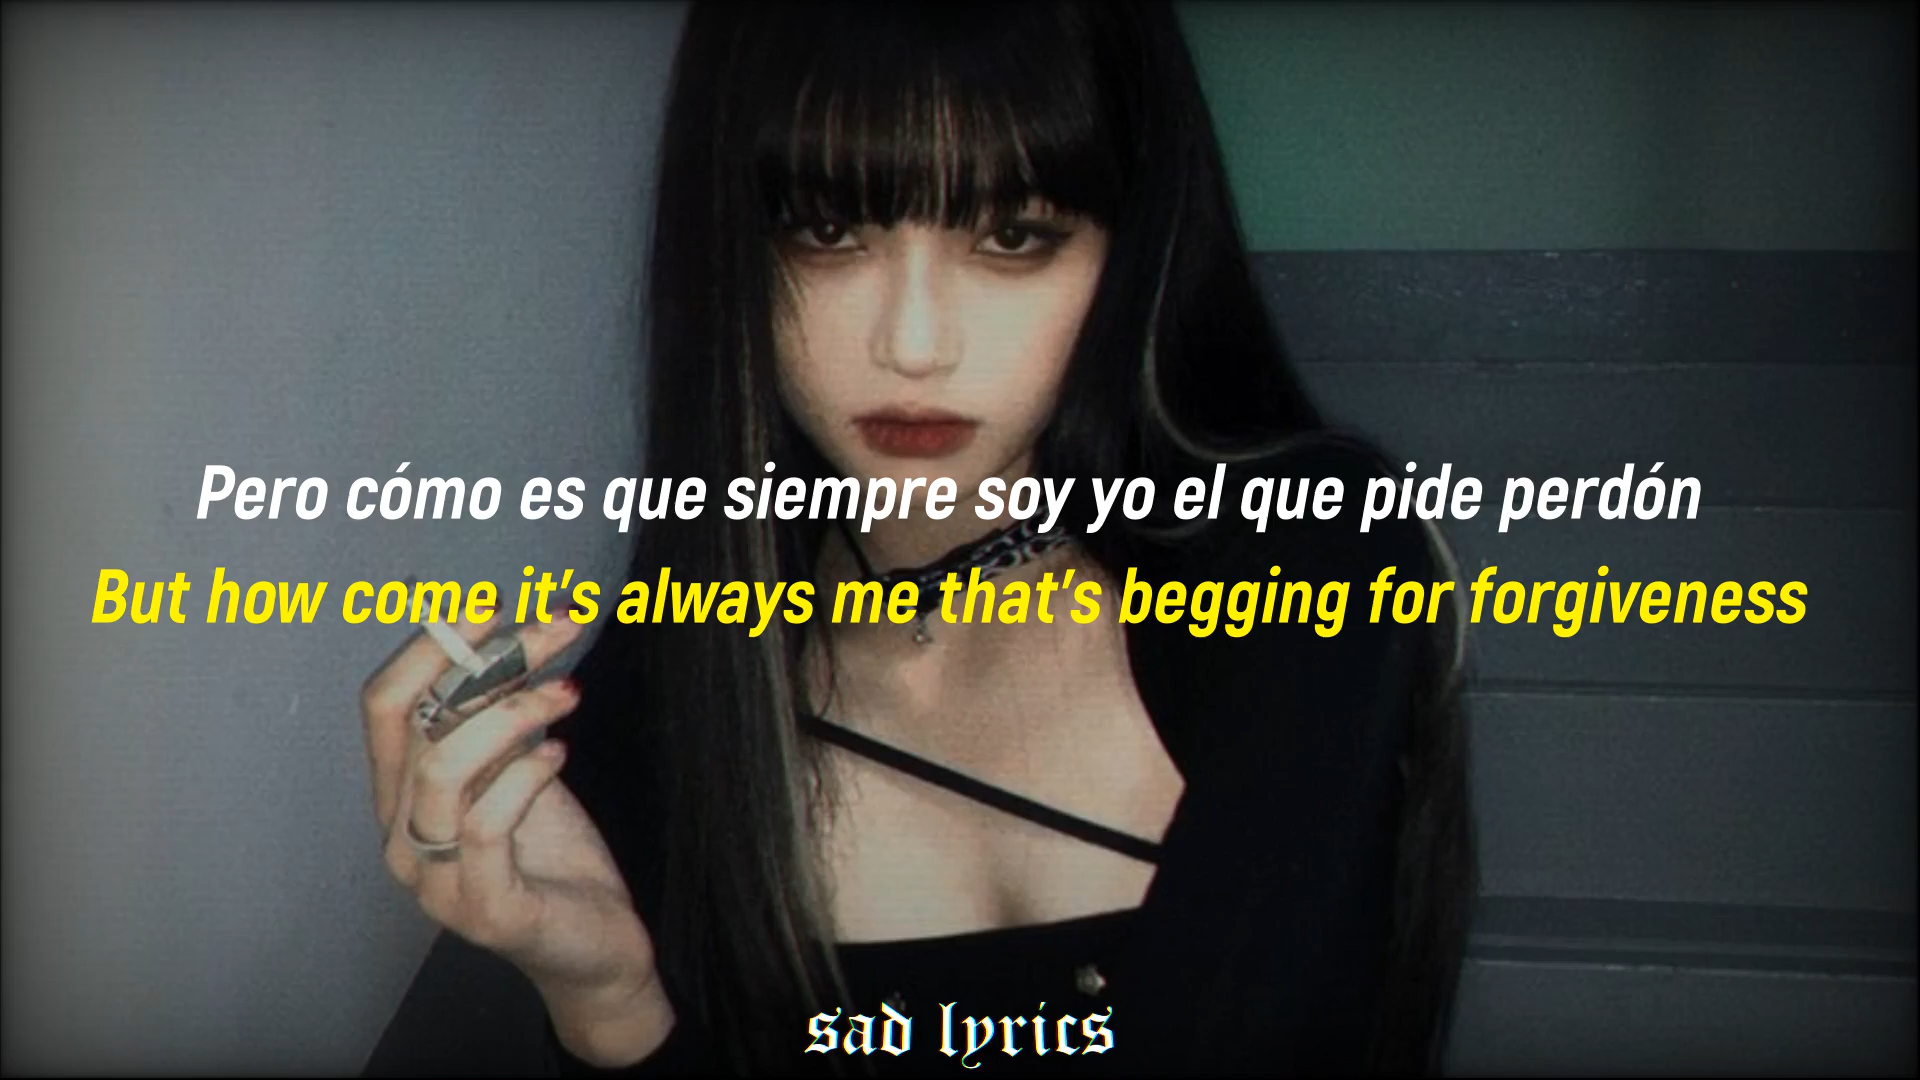 Pero cómo es que siempre soy yo el que pide perdón
But how come it's always me that's begging for forgiveness
sad lyrics